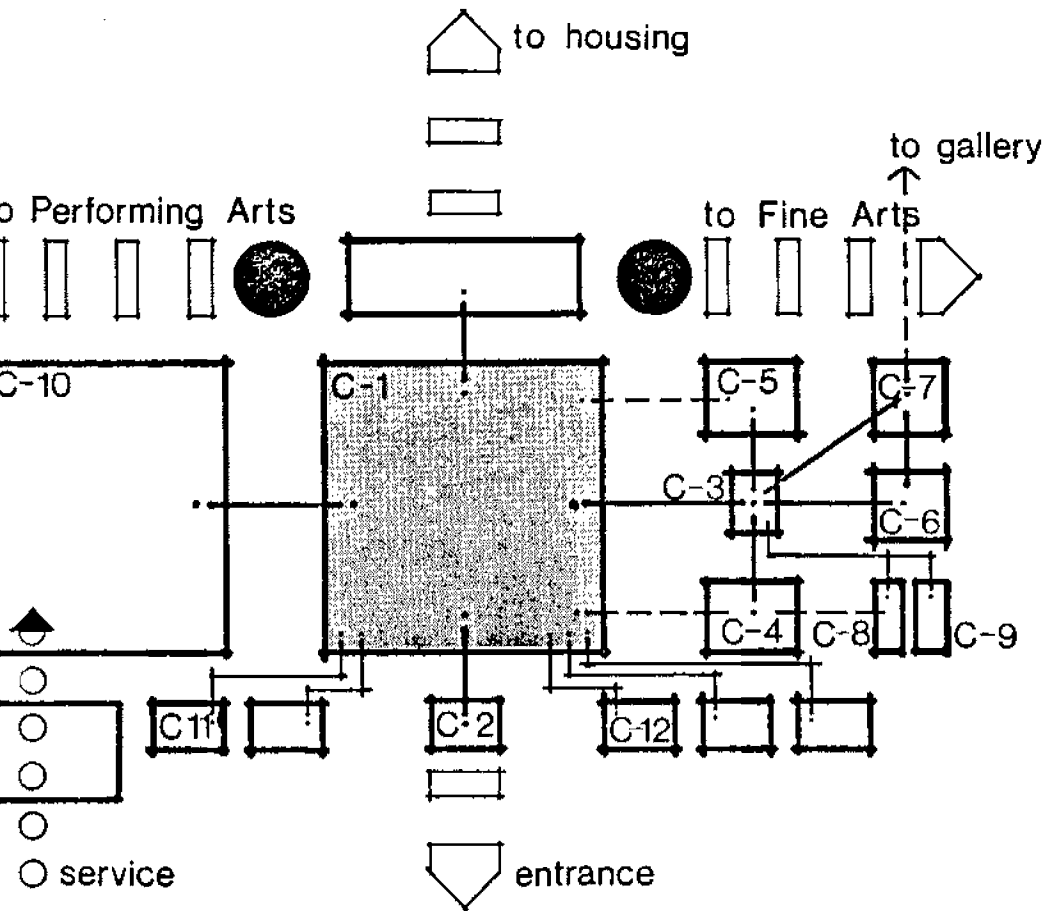 to housing
to gallery
o Performing Arts
to Fine Arts
C-10
C-1
C-5
C-7
C-3
C-6
C-4
C-8
C-9
C11
C-2
C-12
service
entrance